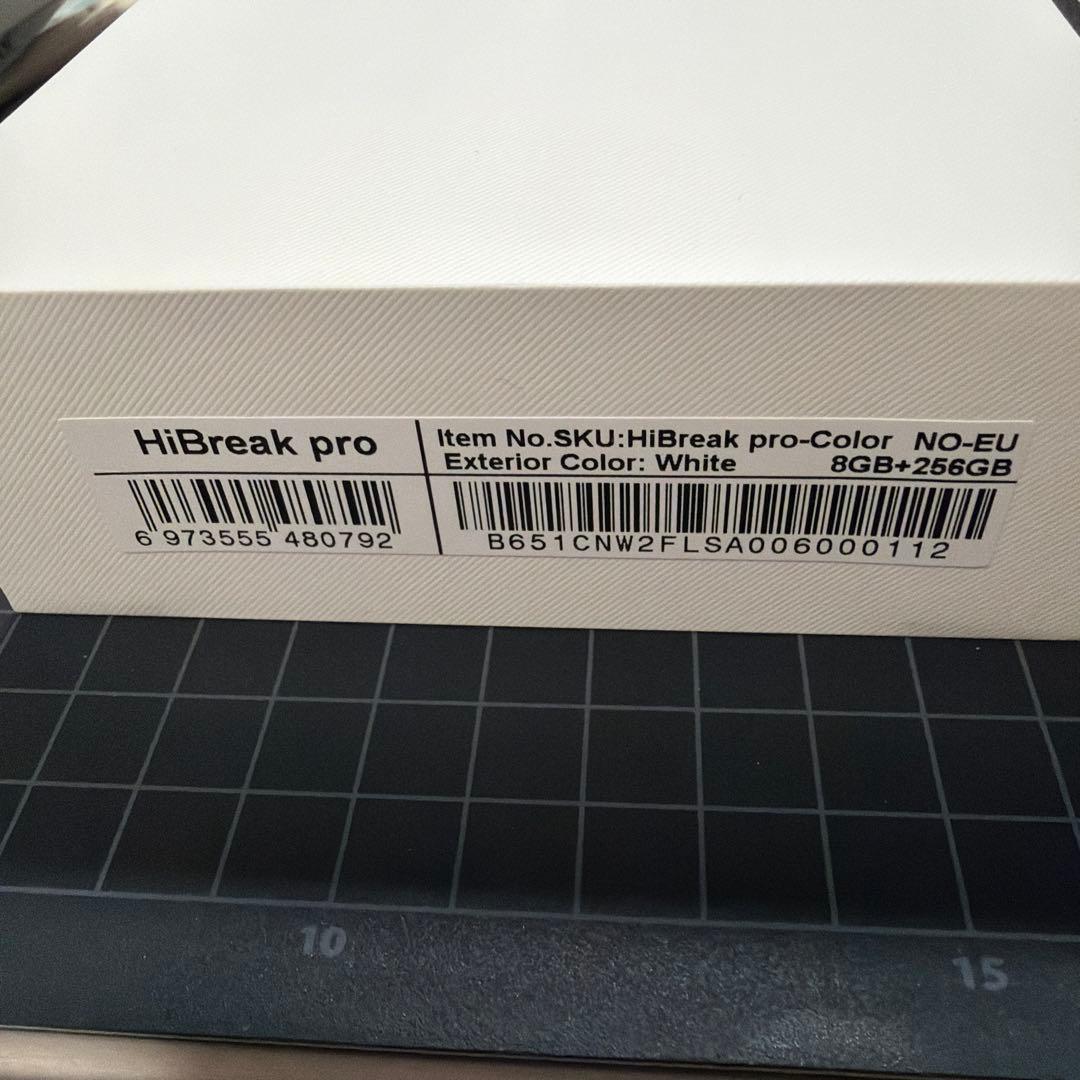 HiBreak pro
6 973555 480792
Item No.SKU:HiBreak pro-Color NO-EU
Exterior Color: White 8GB+256GB
B651CNW2FLSA006000112
10
15